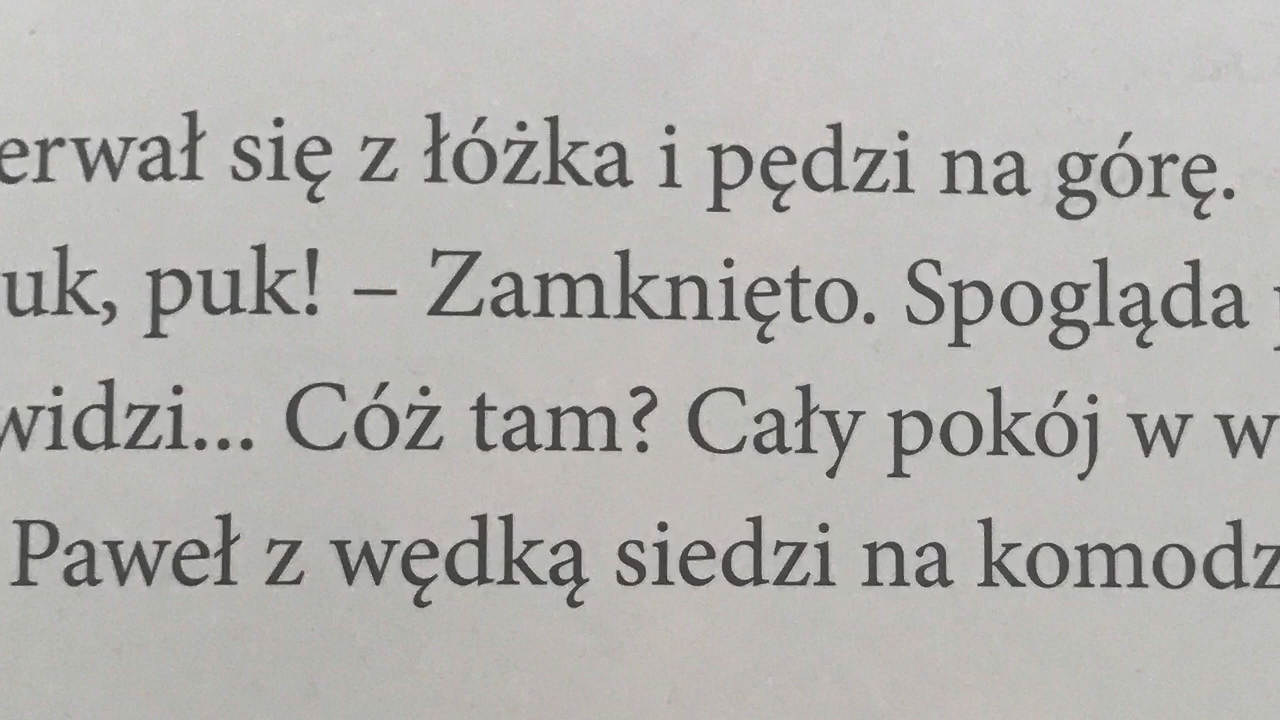 erwał się z łóżka i pędzi na górę.
uk, puk! – Zamknięto. Spogląda
widzi... Cóż tam? Cały pokój w w
Paweł z wędką siedzi na komodz